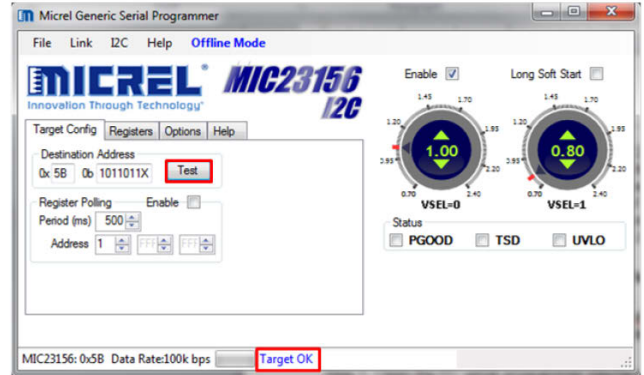 Micrel Generic Serial Programmer
File Link I2C Help Offline Mode
MICREL®
Innovation Through Technology®
MIC23156
I2C
Target Config Registers Options Help
Destination Address
0x 5B 0b 1011011X Test
Register Polling Enable
Period (ms) 500
Address 1 FFF FFF
Enable Long Soft Start
1.45 1.70
1.20 1.95
0.95 2.20
0.70 2.40
1.00
VSEL=0
1.45 1.70
1.20 1.95
0.95 2.20
0.70 2.40
0.80
VSEL=1
Status
PGOOD TSD UVLO
MIC23156: 0x5B Data Rate:100k bps Target OK